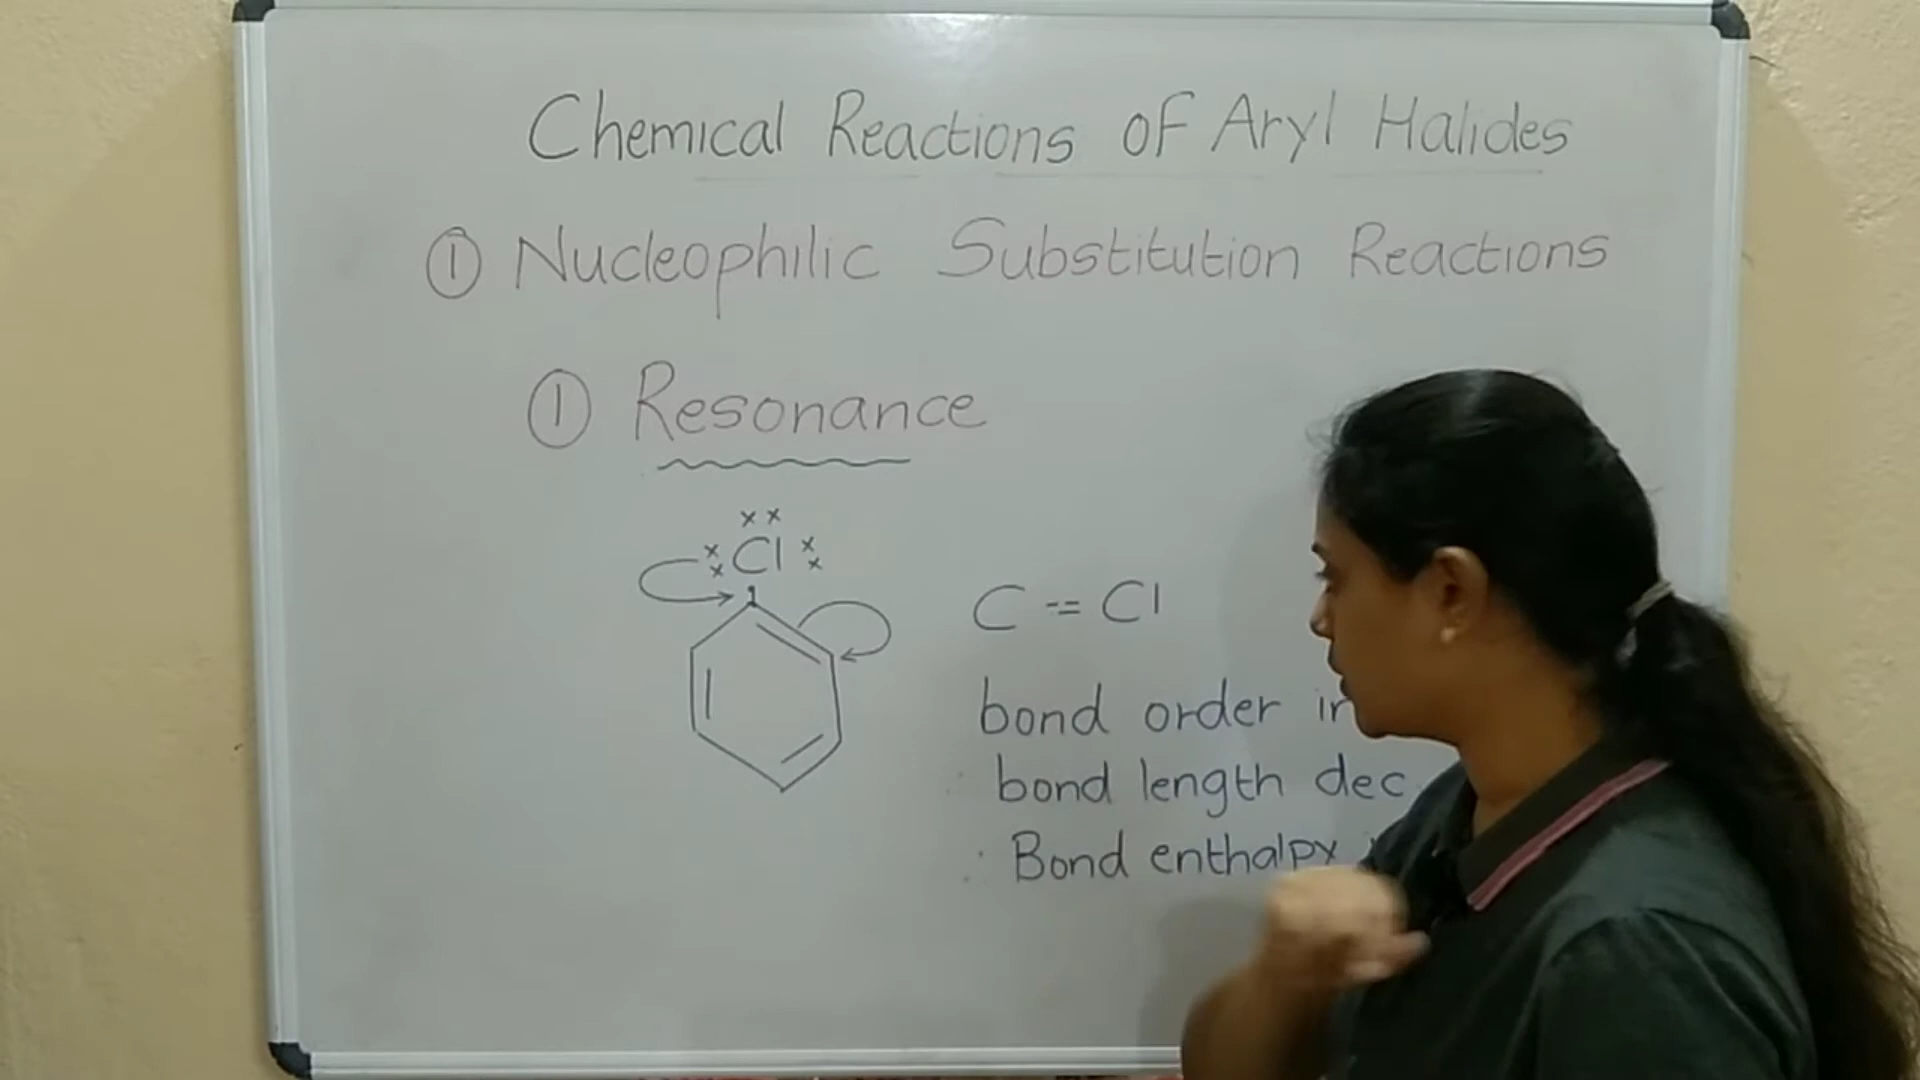 Chemical Reactions of Aryl Halides
① Nucleophilic Substitution Reactions
① Resonance
Cl
C Cl
bond order
bond length dec
∴ Bond enthalpy